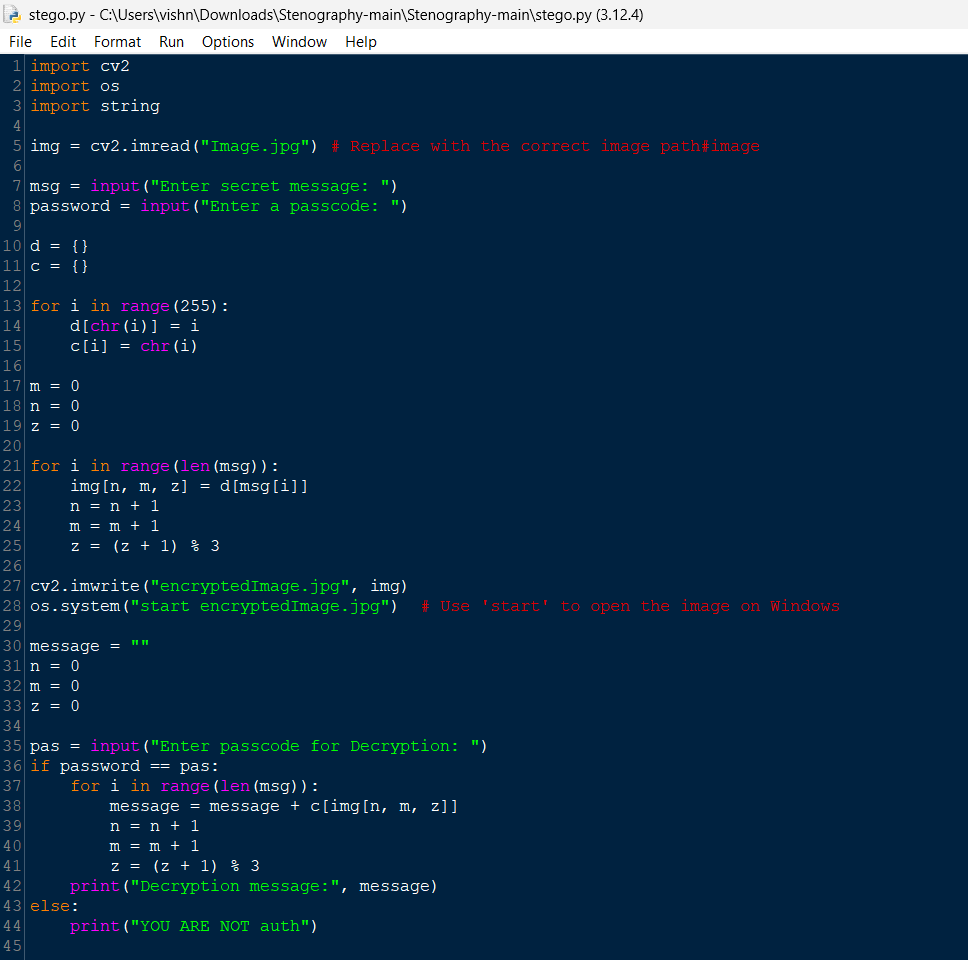 stego.py - C:\Users\vishn\Downloads\Stenography-main\Stenography-main\stego.py (3.12.4)
File Edit Format Run Options Window Help
1 import cv2
2 import os
3 import string
4
5 img = cv2.imread("Image.jpg") # Replace with the correct image path#image
6
7 msg = input("Enter secret message: ")
8 password = input("Enter a passcode: ")
9
10 d = {}
11 c = {}
12
13 for i in range(255):
14     d[chr(i)] = i
15     c[i] = chr(i)
16
17 m = 0
18 n = 0
19 z = 0
20
21 for i in range(len(msg)):
22     img[n, m, z] = d[msg[i]]
23     n = n + 1
24     m = m + 1
25     z = (z + 1) % 3
26
27 cv2.imwrite("encryptedImage.jpg", img)
28 os.system("start encryptedImage.jpg")  # Use 'start' to open the image on Windows
29
30 message = ""
31 n = 0
32 m = 0
33 z = 0
34
35 pas = input("Enter passcode for Decryption: ")
36 if password == pas:
37     for i in range(len(msg)):
38         message = message + c[img[n, m, z]]
39         n = n + 1
40         m = m + 1
41         z = (z + 1) % 3
42     print("Decryption message:", message)
43 else:
44     print("YOU ARE NOT auth")
45